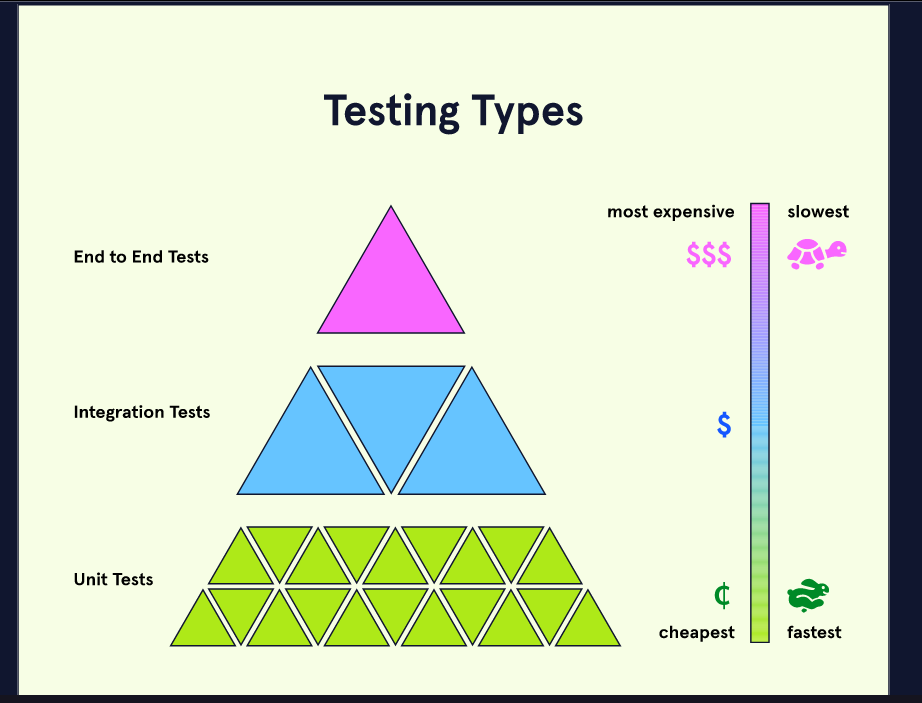 Testing Types
most expensive
slowest
End to End Tests
$$$
Integration Tests
$
Unit Tests
¢
cheapest
fastest